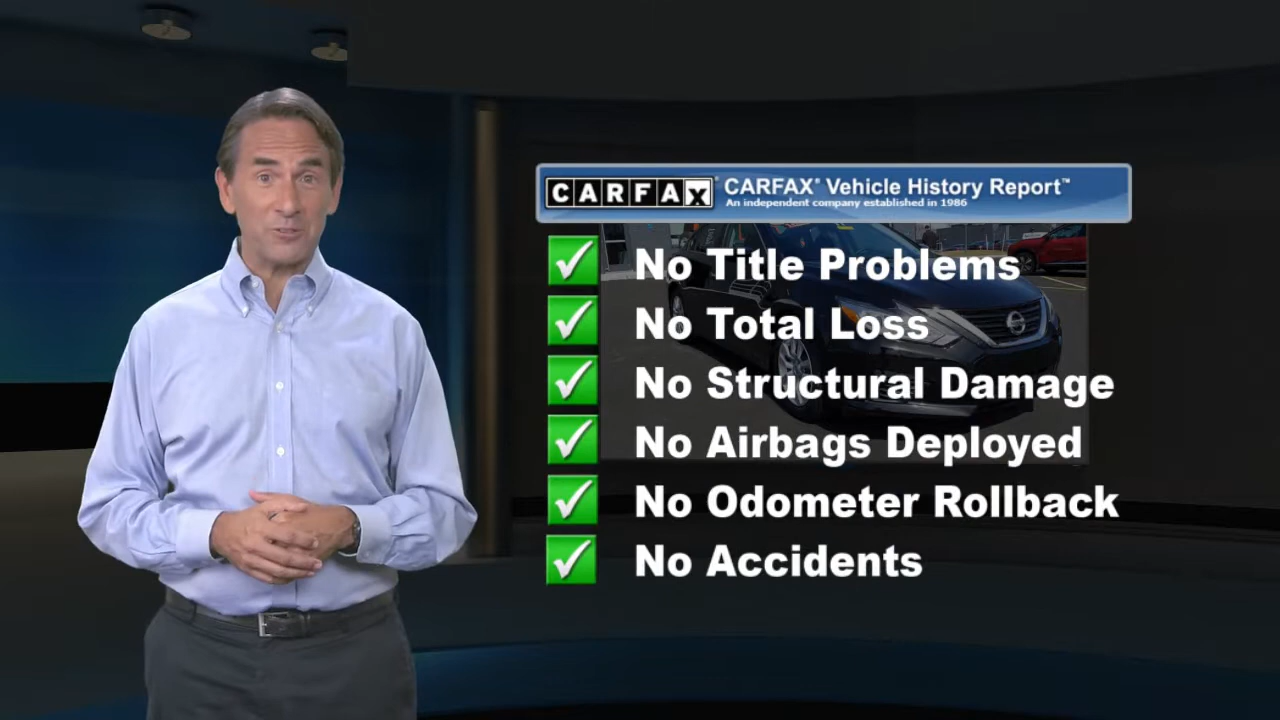 CARFAX® CARFAX® Vehicle History Report™
An independent company established in 1986
No Title Problems
No Total Loss
No Structural Damage
No Airbags Deployed
No Odometer Rollback
No Accidents